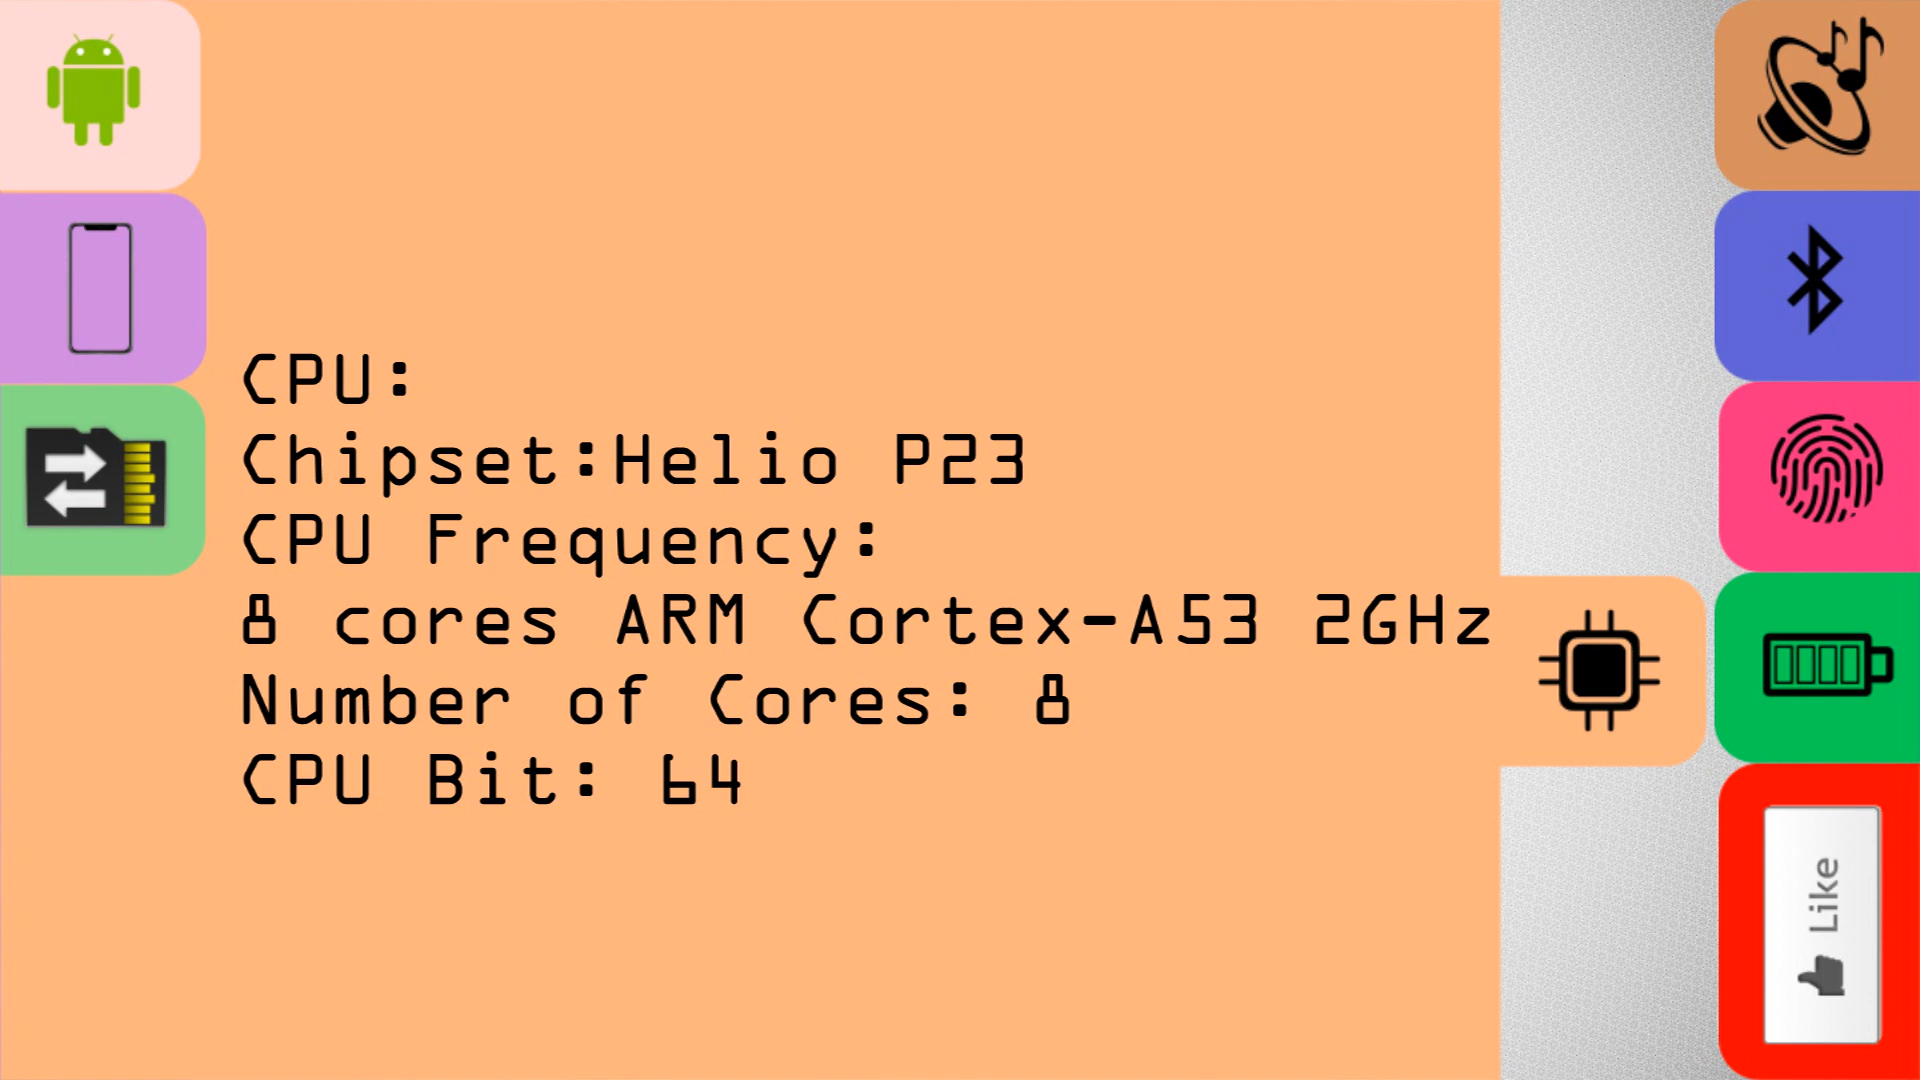 CPU:
Chipset:Helio P23
CPU Frequency:
8 cores ARM Cortex-A53 2GHz
Number of Cores: 8
CPU Bit: 64
Like